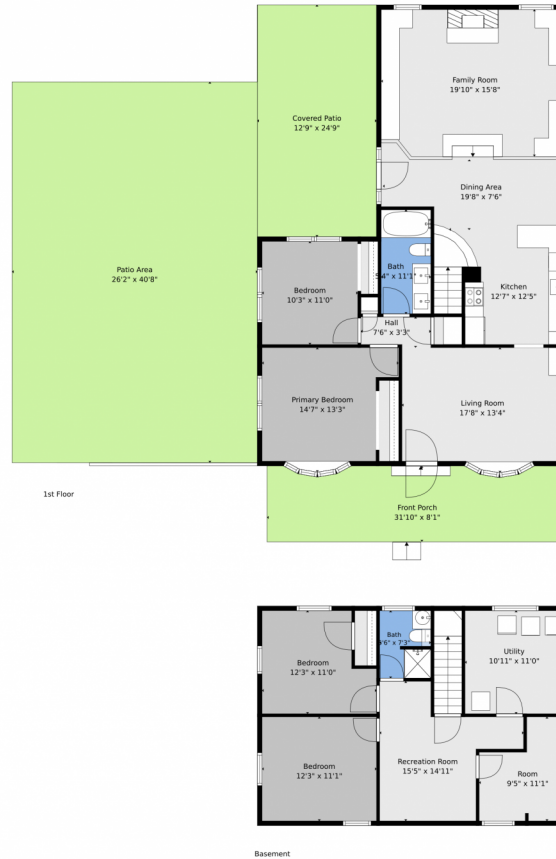 Family Room
19'10" x 15'8"
Covered Patio
12'9" x 24'9"
Dining Area
19'8" x 7'6"
Patio Area
26'2" x 40'8"
Bath
Bedroom
10'3" x 11'0"
Kitchen
12'7" x 12'5"
Hall
7'6" x 3'3"
Primary Bedroom
14'7" x 13'3"
Living Room
17'8" x 13'4"
1st Floor
Front Porch
31'10" x 8'1"
Bath
Bedroom
12'3" x 11'0"
Utility
10'11" x 11'0"
Recreation Room
15'5" x 14'11"
Bedroom
12'3" x 11'1"
Room
9'5" x 11'1"
Basement